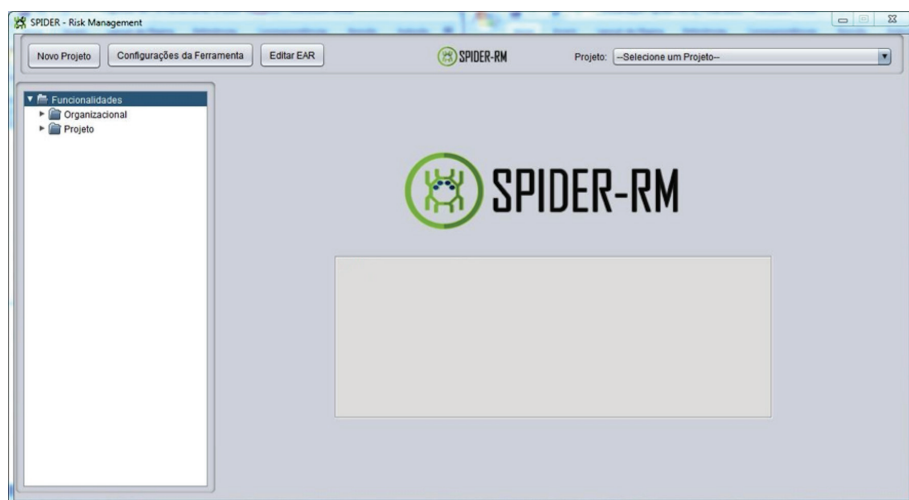 SPIDER - Risk Management
Novo Projeto
Configurações da Ferramenta
Editar EAR
SPIDER-RM
Projeto:
--Selecione um Projeto--
Funcionalidades
Organizacional
Projeto
SPIDER-RM